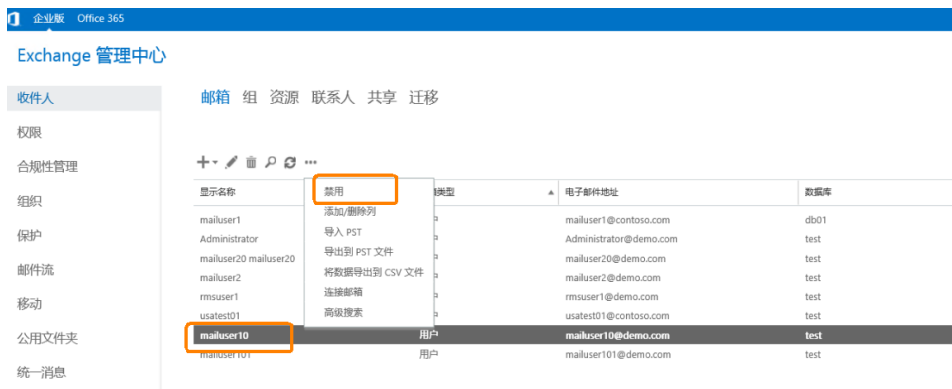 企业版 Office 365
Exchange 管理中心
收件人
权限
合规性管理
组织
保护
邮件流
移动
公用文件夹
统一消息
邮箱 组 资源 联系人 共享 迁移
显示名称 类型 电子邮件地址 数据库
mailuser1 mailuser1@contoso.com db01
Administrator Administrator@demo.com test
mailuser20 mailuser20 mailuser20@demo.com test
mailuser2 mailuser2@demo.com test
rmsuser1 rmsuser1@demo.com test
usatest01 usatest01@contoso.com test
mailuser10 用户 mailuser10@demo.com test
mailuser101 用户 mailuser101@demo.com test
禁用
添加/删除列
导入 PST
导出到 PST 文件
将数据导出到 CSV 文件
连接邮箱
高级搜索